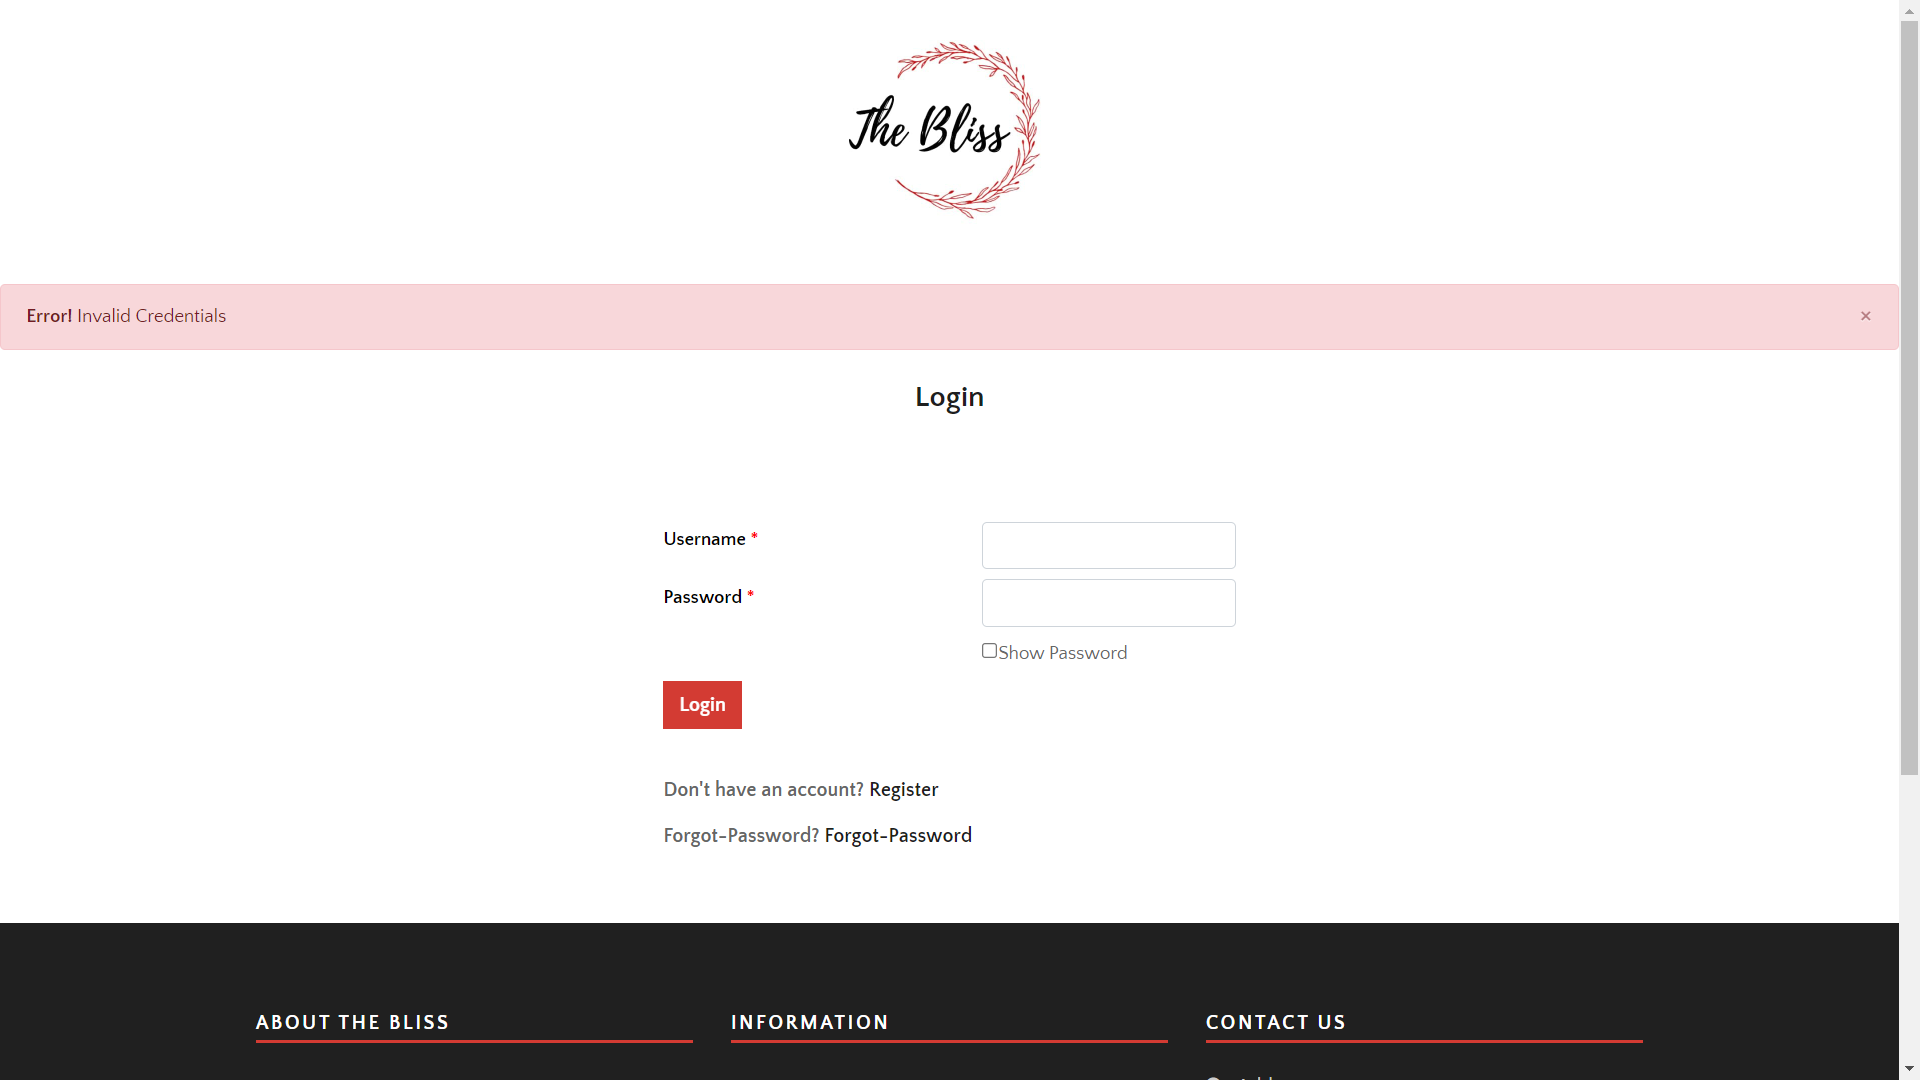 The Bliss
Error! Invalid Credentials
×
Login
Username *
Password *
Show Password
Login
Don't have an account? Register
Forgot-Password? Forgot-Password
ABOUT THE BLISS
INFORMATION
CONTACT US